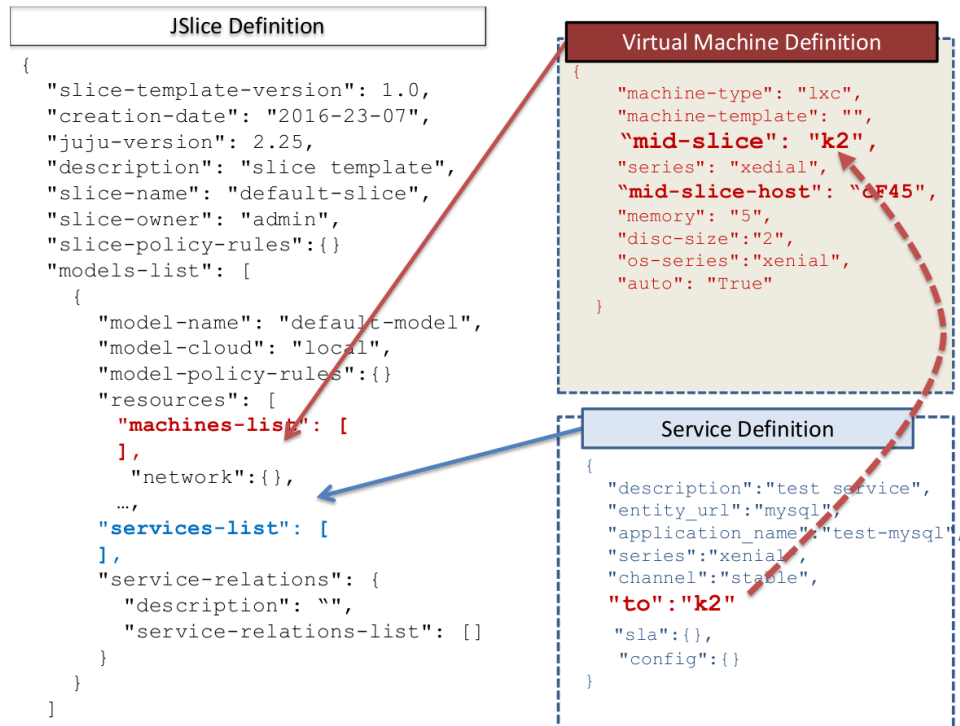 JSlice Definition
{
"slice-template-version": 1.0,
"creation-date": "2016-23-07",
"juju-version": 2.25,
"description": "slice template",
"slice-name": "default-slice",
"slice-owner": "admin",
"slice-policy-rules":{}
"models-list": [
{
"model-name": "default-model",
"model-cloud": "local",
"model-policy-rules":{}
"resources": [
"machines-list": [
],
"network":{},
…,
"services-list": [
],
"service-relations": {
"description": “",
"service-relations-list": []
}
}
]
Virtual Machine Definition
{
"machine-type": "lxc",
"machine-template": "",
“mid-slice": "k2",
"series": "xedial",
“mid-slice-host": “cF45",
"memory": "5",
"disc-size":"2",
"os-series":"xenial",
"auto": "True"
}
Service Definition
{
"description":"test service",
"entity_url":"mysql",
"application_name":"test-mysql",
"series":"xenial",
"channel":"stable",
"to":"k2"
"sla":{},
"config":{}
}